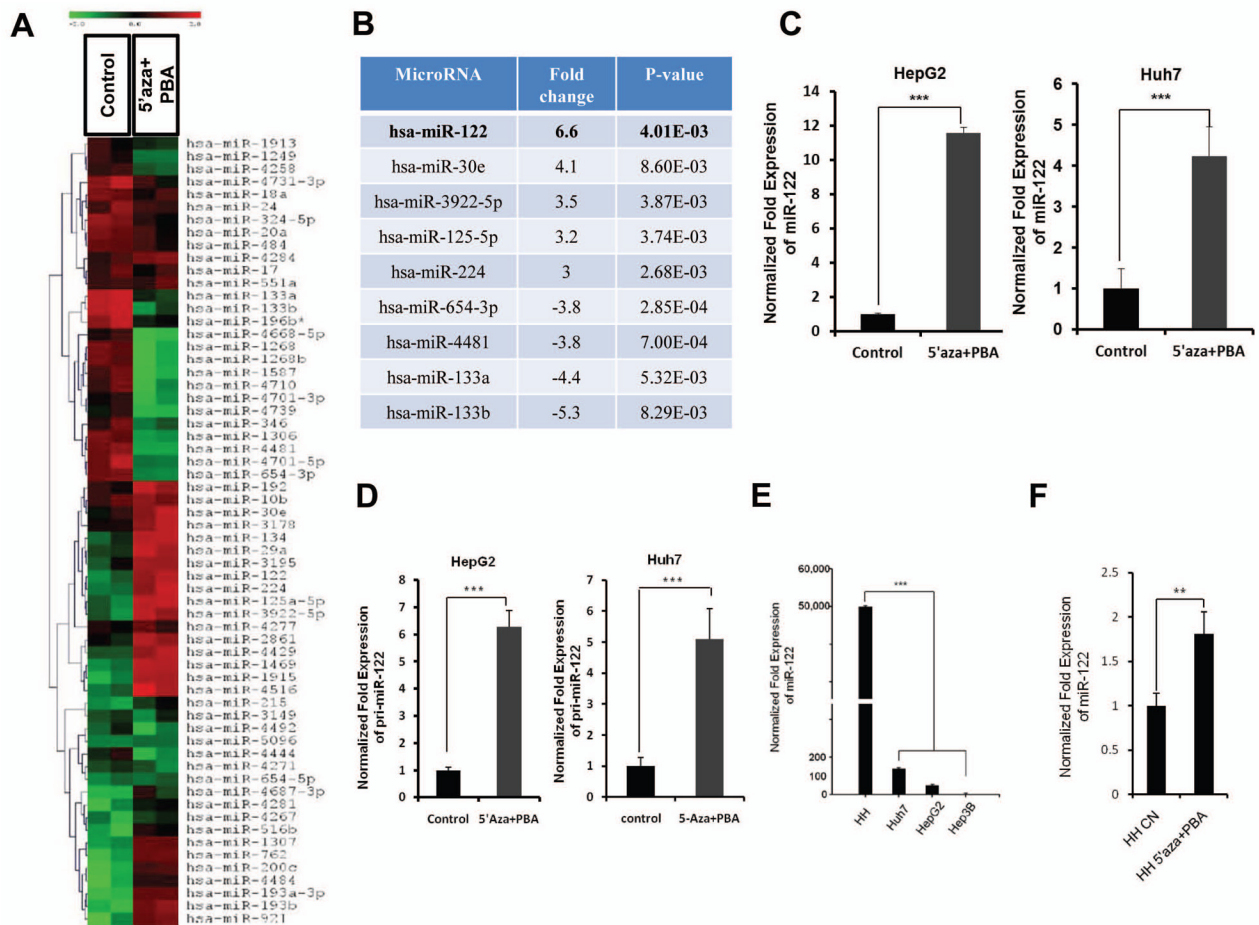 A
-2.0 0.0 2.0
Control
5'aza+
PBA
hsa-miR-1913
hsa-miR-1249
hsa-miR-4258
hsa-miR-4731-3p
hsa-miR-18a
hsa-miR-24
hsa-miR-324-5p
hsa-miR-20a
hsa-miR-484
hsa-miR-4284
hsa-miR-17
hsa-miR-551a
hsa-miR-133a
hsa-miR-133b
hsa-miR-196b*
hsa-miR-4668-5p
hsa-miR-1268
hsa-miR-1268b
hsa-miR-1587
hsa-miR-4710
hsa-miR-4701-3p
hsa-miR-4739
hsa-miR-346
hsa-miR-1306
hsa-miR-4481
hsa-miR-4701-5p
hsa-miR-654-3p
hsa-miR-192
hsa-miR-10b
hsa-miR-30e
hsa-miR-3178
hsa-miR-134
hsa-miR-29a
hsa-miR-3195
hsa-miR-122
hsa-miR-224
hsa-miR-125a-5p
hsa-miR-3922-5p
hsa-miR-4277
hsa-miR-2861
hsa-miR-4429
hsa-miR-1469
hsa-miR-1915
hsa-miR-4516
hsa-miR-215
hsa-miR-3149
hsa-miR-4492
hsa-miR-5096
hsa-miR-4444
hsa-miR-4271
hsa-miR-654-5p
hsa-miR-4687-3p
hsa-miR-4281
hsa-miR-4267
hsa-miR-516b
hsa-miR-1307
hsa-miR-762
hsa-miR-200c
hsa-miR-4484
hsa-miR-193a-3p
hsa-miR-193b
hsa-miR-921
B
MicroRNA Fold change P-value
hsa-miR-122 6.6 4.01E-03
hsa-miR-30e 4.1 8.60E-03
hsa-miR-3922-5p 3.5 3.87E-03
hsa-miR-125-5p 3.2 3.74E-03
hsa-miR-224 3 2.68E-03
hsa-miR-654-3p -3.8 2.85E-04
hsa-miR-4481 -3.8 7.00E-04
hsa-miR-133a -4.4 5.32E-03
hsa-miR-133b -5.3 8.29E-03
C
HepG2
Normalized Fold Expression
of miR-122
14
12
10
8
6
4
2
0
***
Control 5'aza+PBA
Huh7
Normalized Fold Expression
of miR-122
6
5
4
3
2
1
0
***
Control 5'aza+PBA
D
HepG2
Normalized Fold Expression
of pri-miR-122
8
7
6
5
4
3
2
1
0
***
Control 5'Aza+PBA
Huh7
Normalized Fold Expression
of pri-miR-122
7
6
5
4
3
2
1
0
***
control 5-Aza+PBA
E
Normalized Fold Expression
of miR-122
60,000
50,000
200
100
0
***
HH Huh7 HepG2 Hep3B
F
Normalized Fold Expression
of miR-122
2.5
2
1.5
1
0.5
0
**
HH CN HH 5'aza+PBA